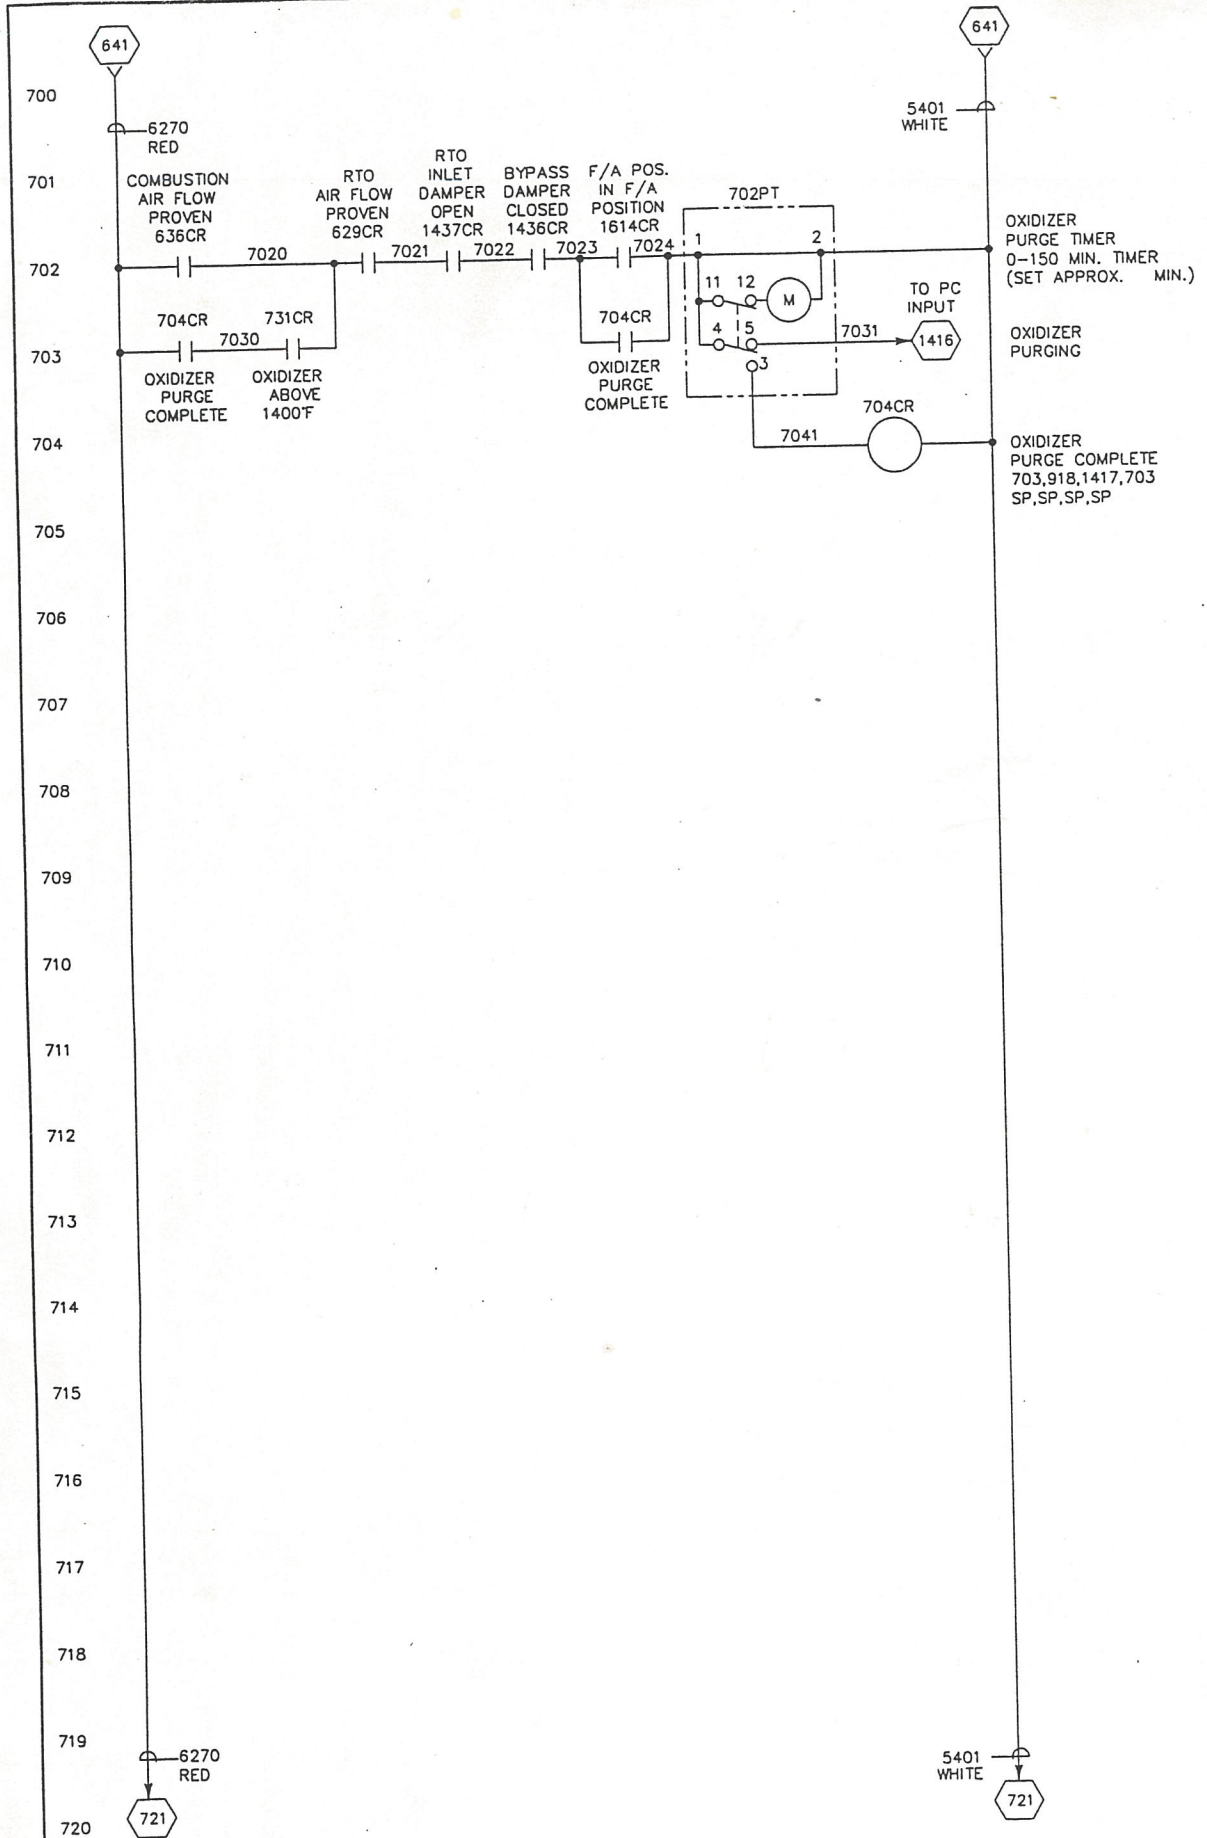 641
641
700
5401
WHITE
6270
RED
701
COMBUSTION
AIR FLOW
PROVEN
636CR
RTO
AIR FLOW
PROVEN
629CR
RTO
INLET
DAMPER
OPEN
1437CR
BYPASS
DAMPER
CLOSED
1436CR
F/A POS.
IN F/A
POSITION
1614CR
702PT
OXIDIZER
PURGE TIMER
0-150 MIN. TIMER
(SET APPROX. MIN.)
702
7020
7021
7022
7023
7024
1
2
11
12
M
TO PC
INPUT
704CR
7030
731CR
704CR
4
5
7031
1416
OXIDIZER
PURGING
703
3
OXIDIZER
PURGE
COMPLETE
OXIDIZER
ABOVE
1400°F
OXIDIZER
PURGE
COMPLETE
704CR
704
7041
OXIDIZER
PURGE COMPLETE
703,918,1417,703
SP,SP,SP,SP
705
706
707
708
709
710
711
712
713
714
715
716
717
718
719
6270
RED
5401
WHITE
721
721
720